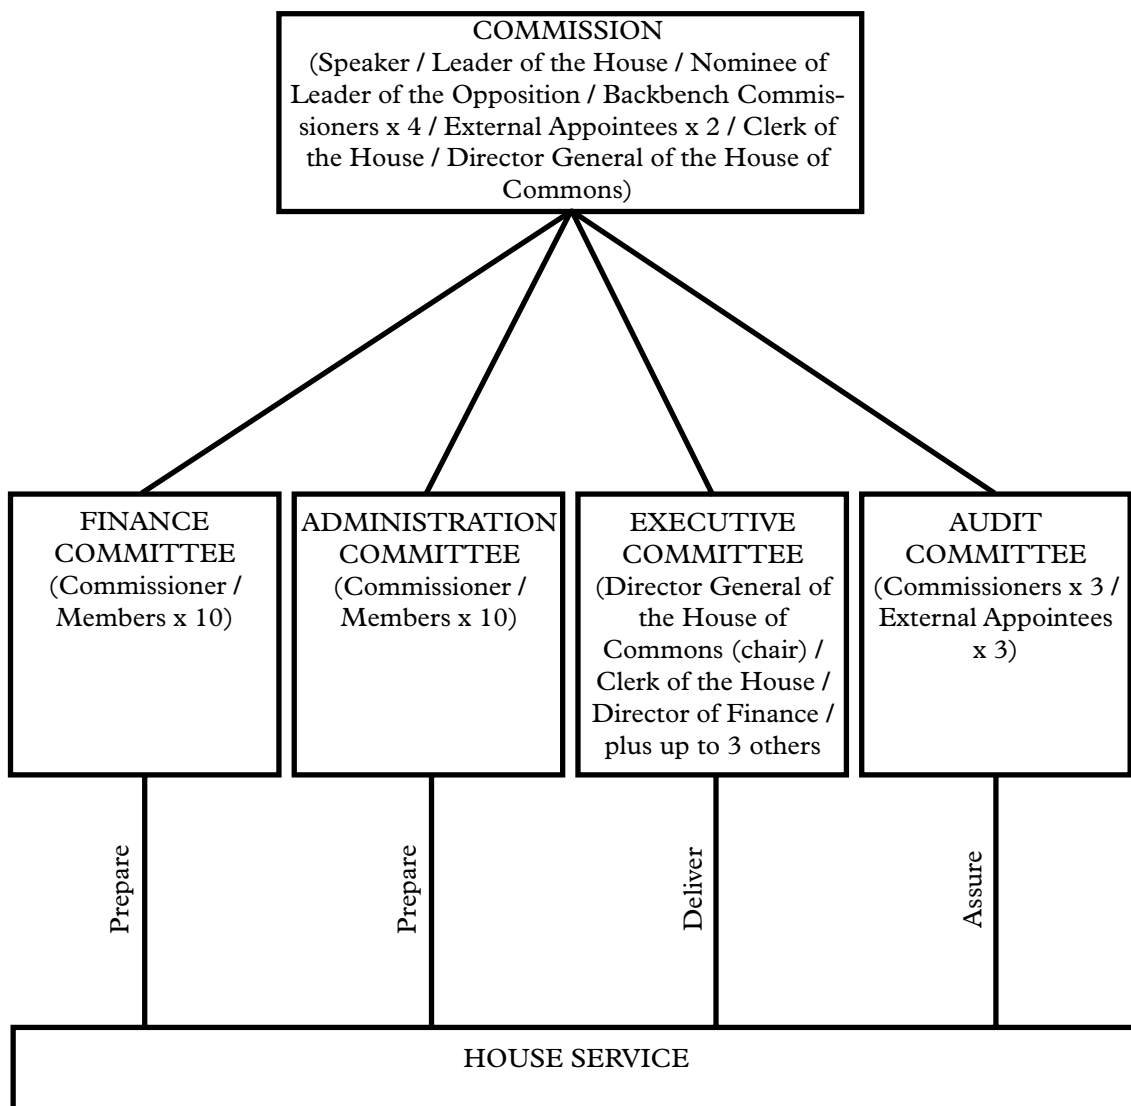 COMMISSION
(Speaker / Leader of the House / Nominee of
Leader of the Opposition / Backbench Commis-
sioners x 4 / External Appointees x 2 / Clerk of
the House / Director General of the House of
Commons)
FINANCE
COMMITTEE
(Commissioner /
Members x 10)
ADMINISTRATION
COMMITTEE
(Commissioner /
Members x 10)
EXECUTIVE
COMMITTEE
(Director General of
the House of
Commons (chair) /
Clerk of the House /
Director of Finance /
plus up to 3 others
AUDIT
COMMITTEE
(Commissioners x 3 /
External Appointees
x 3)
Prepare
Prepare
Deliver
Assure
HOUSE SERVICE